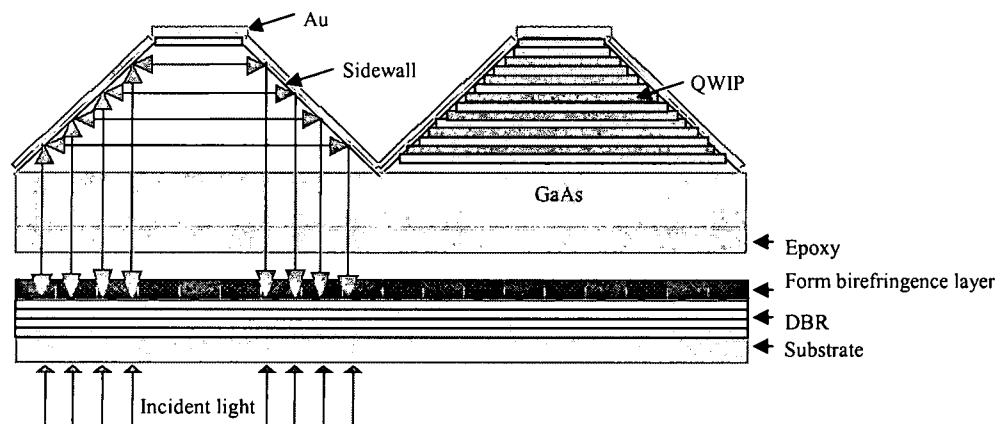 Au
Sidewall
QWIP
GaAs
Epoxy
Form birefringence layer
DBR
Substrate
Incident light